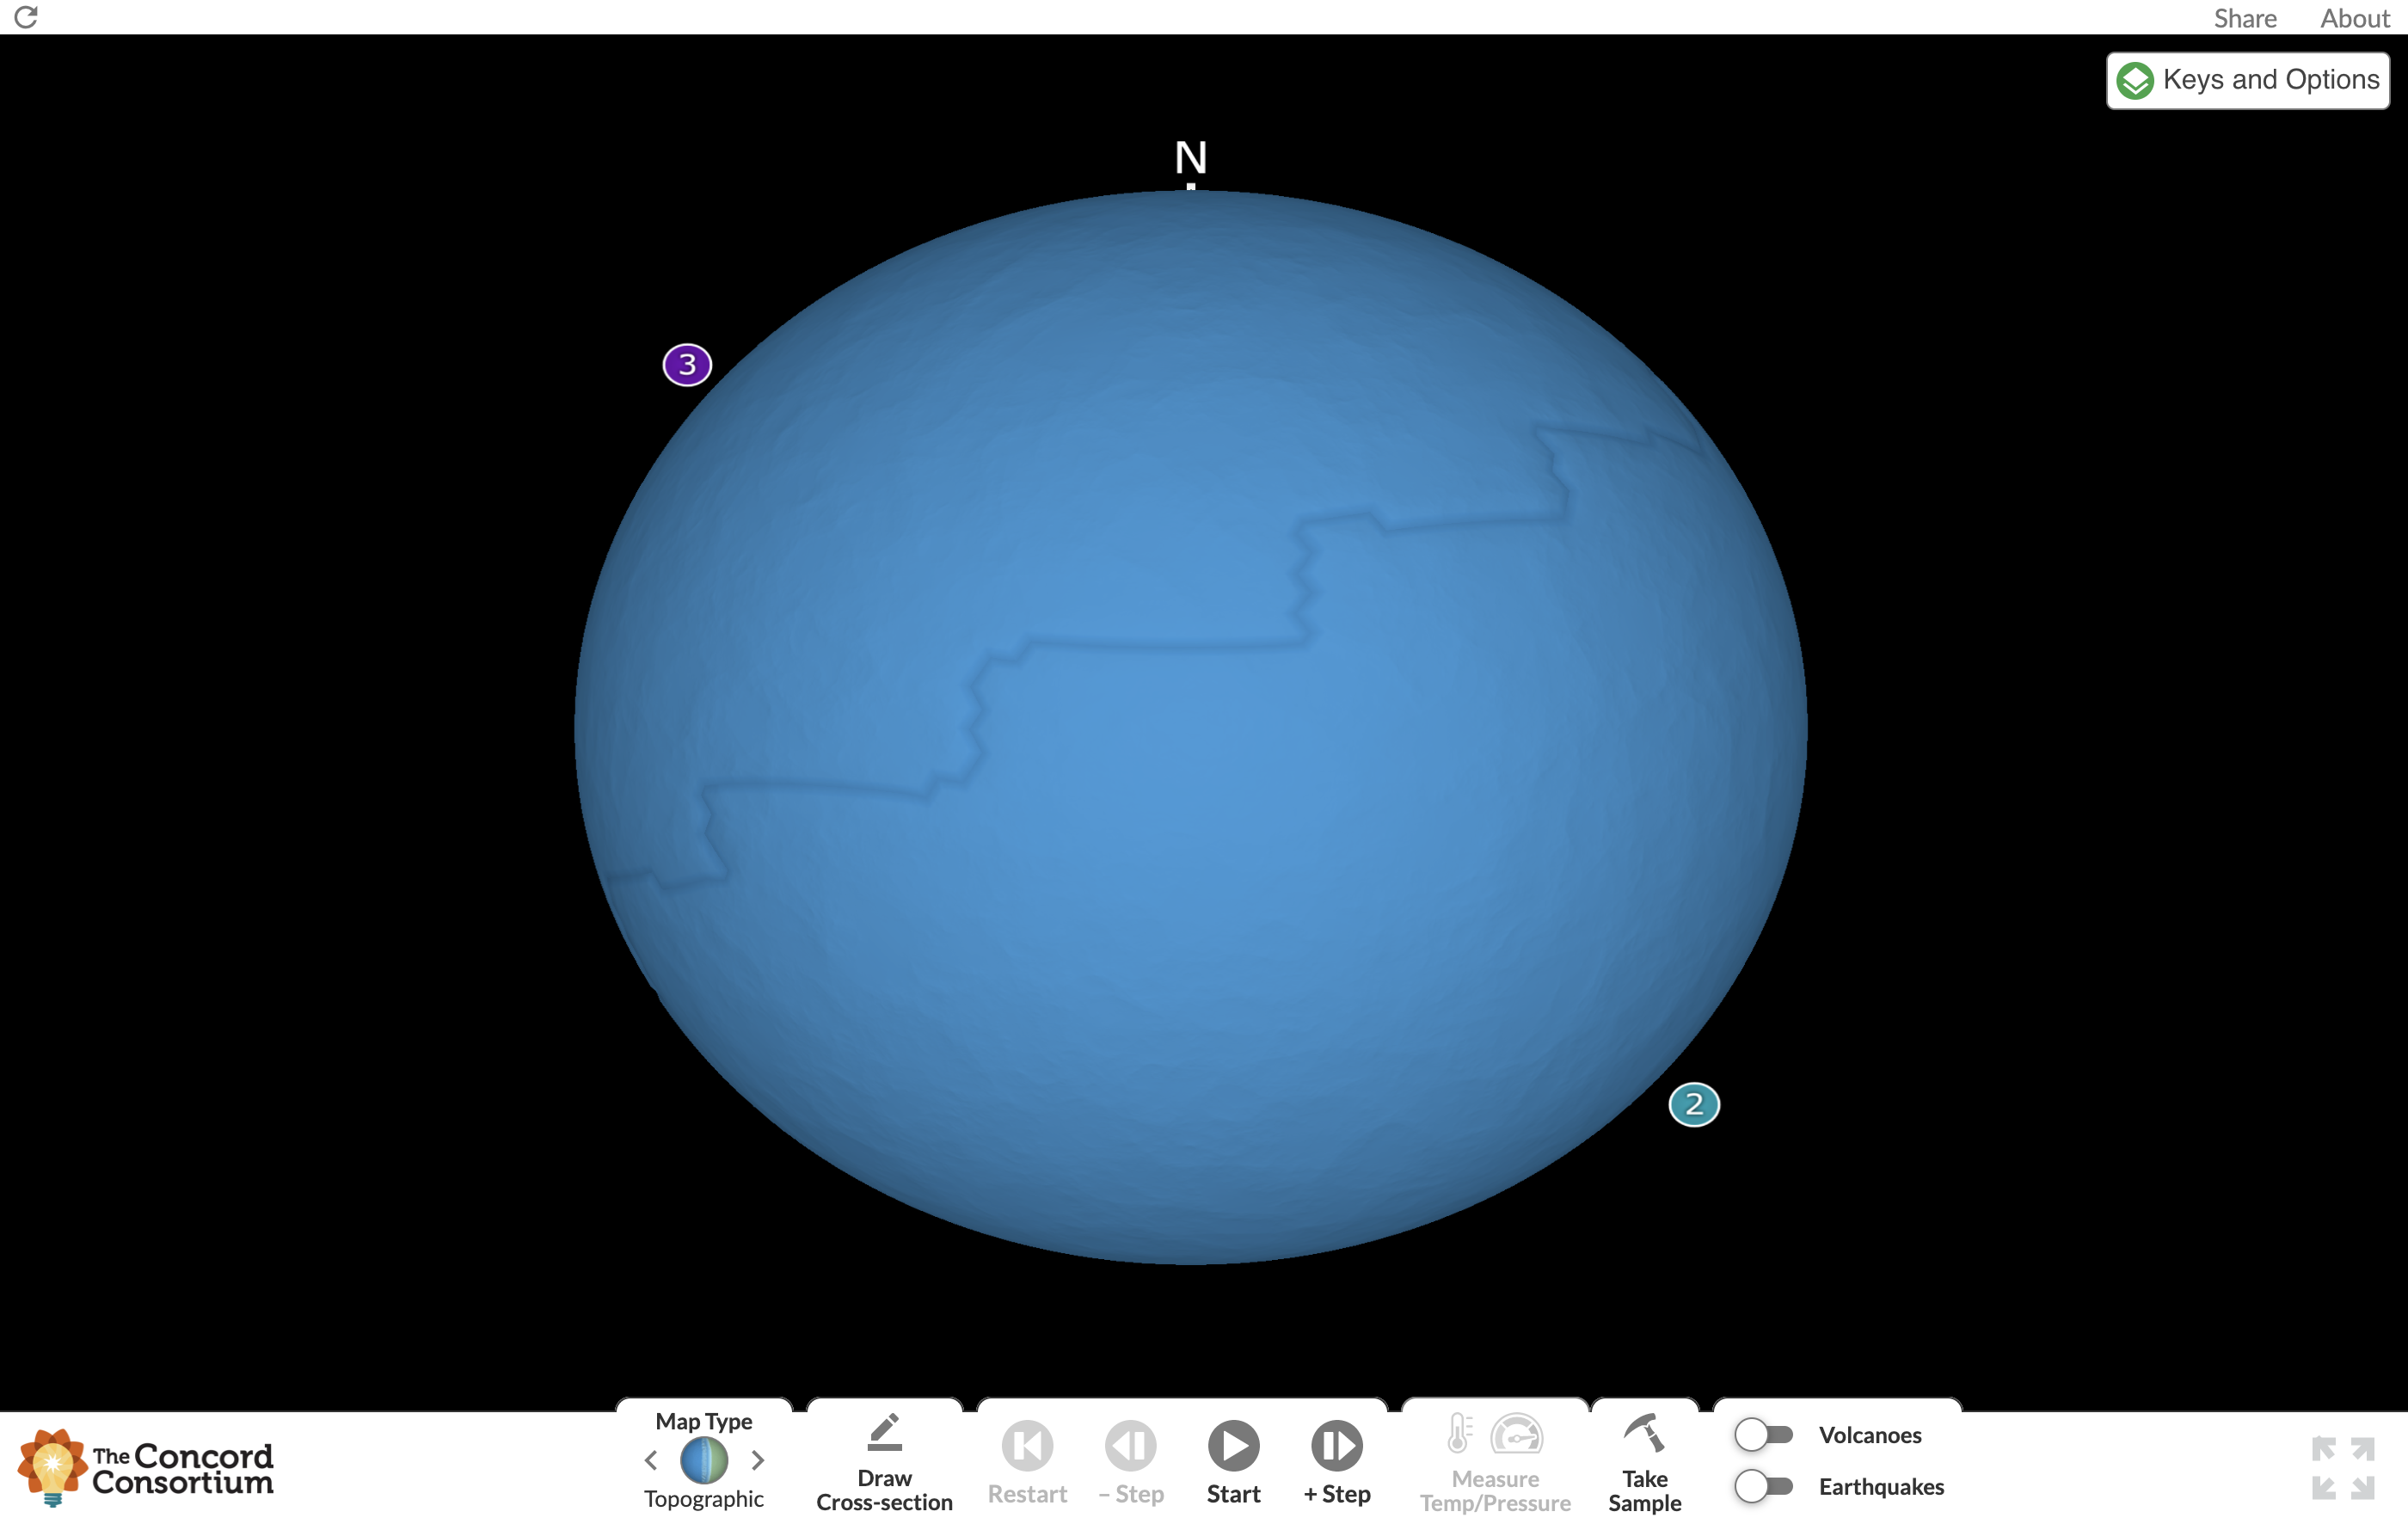 Share About
Keys and Options
N
3
2
The Concord
Consortium
Map Type
Topographic
Draw
Cross-section
Restart
– Step
Start
+ Step
Measure
Temp/Pressure
Take
Sample
Volcanoes
Earthquakes